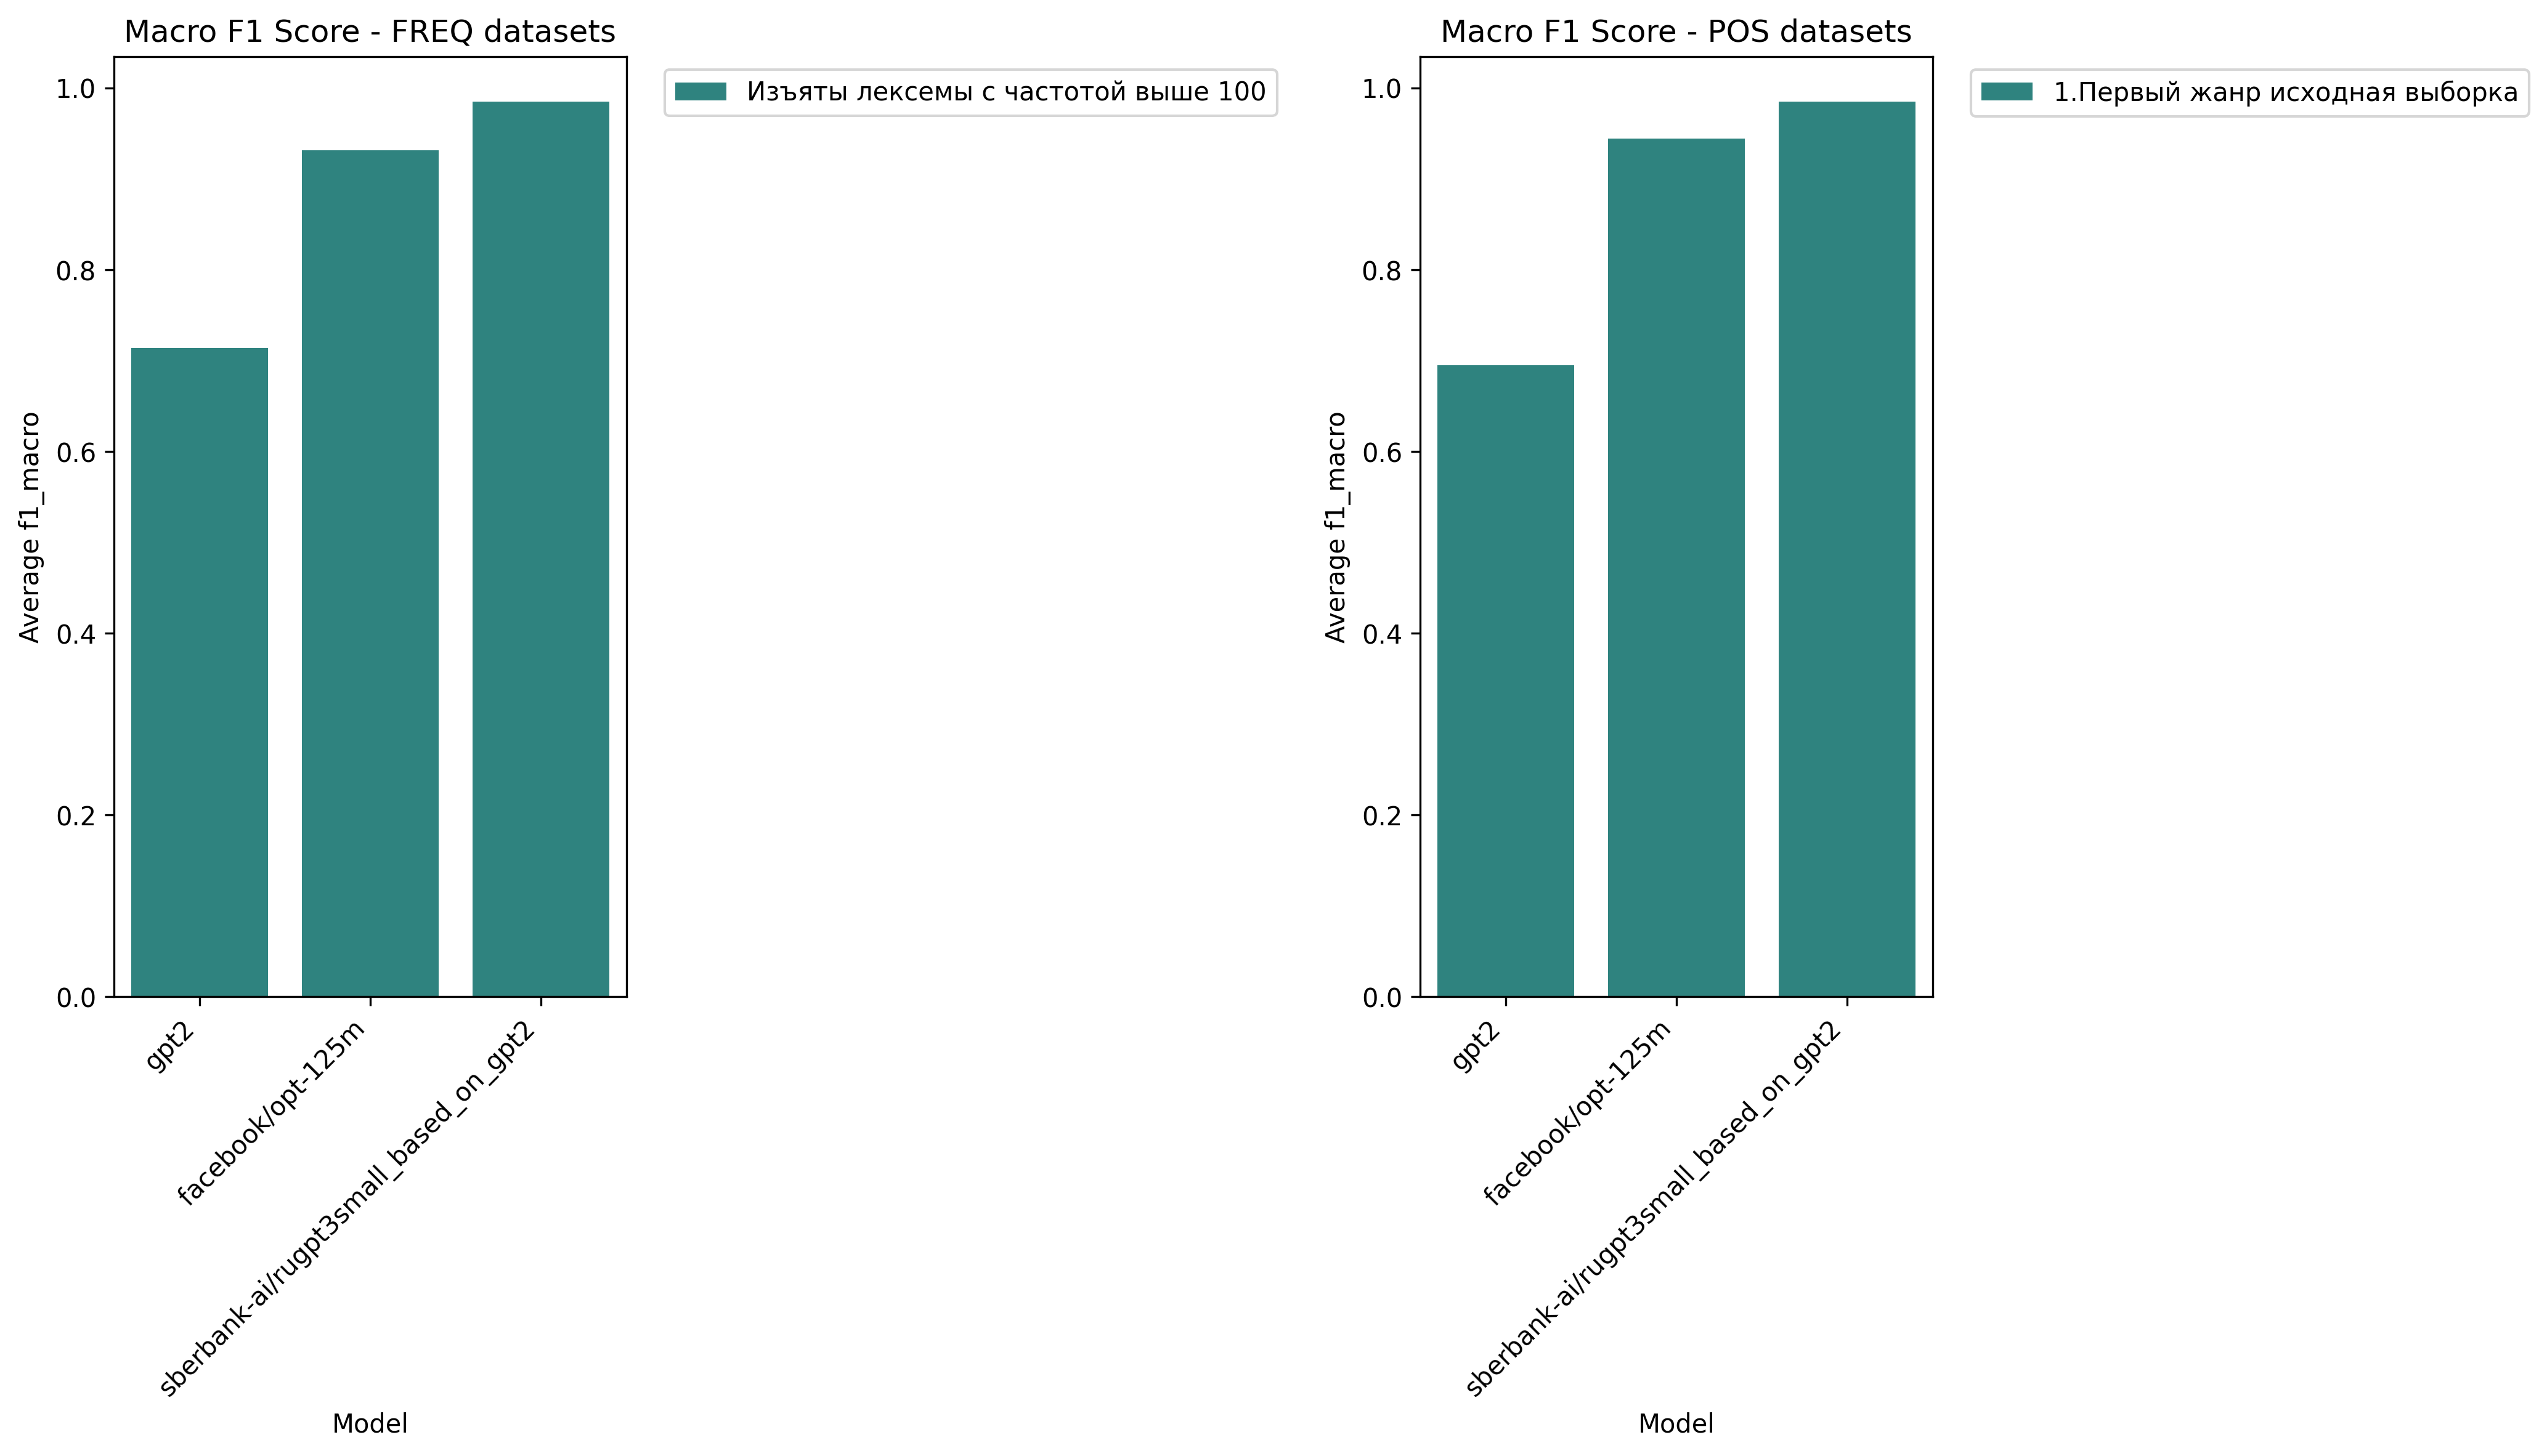 Macro F1 Score - FREQ datasets
Изъяты лексемы с частотой выше 100
1.0
0.8
0.6
0.4
0.2
0.0
Average f1_macro
gpt2
facebook/opt-125m
sberbank-ai/rugpt3small_based_on_gpt2
Model
Macro F1 Score - POS datasets
1.Первый жанр исходная выборка
1.0
0.8
0.6
0.4
0.2
0.0
Average f1_macro
gpt2
facebook/opt-125m
sberbank-ai/rugpt3small_based_on_gpt2
Model